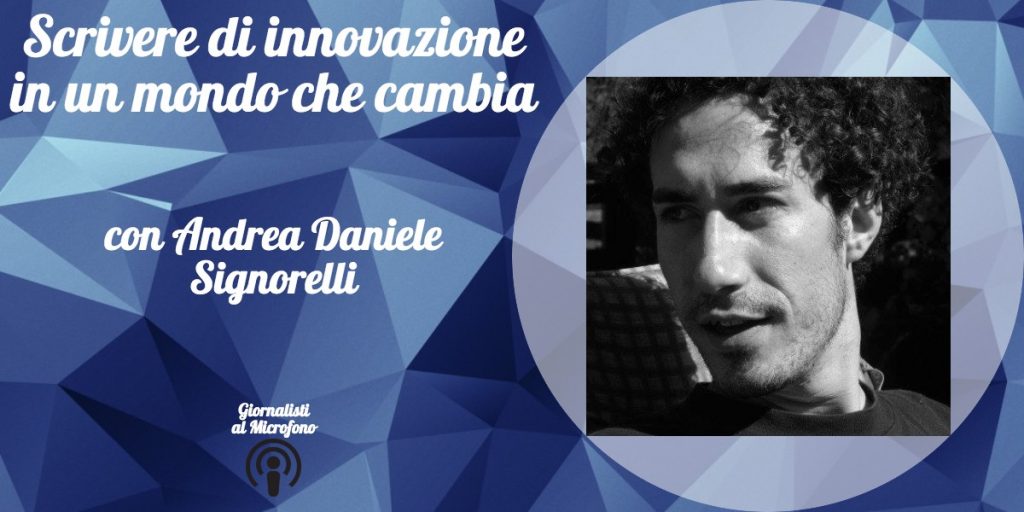 Scrivere di innovazione
in un mondo che cambia
con Andrea Daniele
Signorelli
Giornalisti
al Microfono